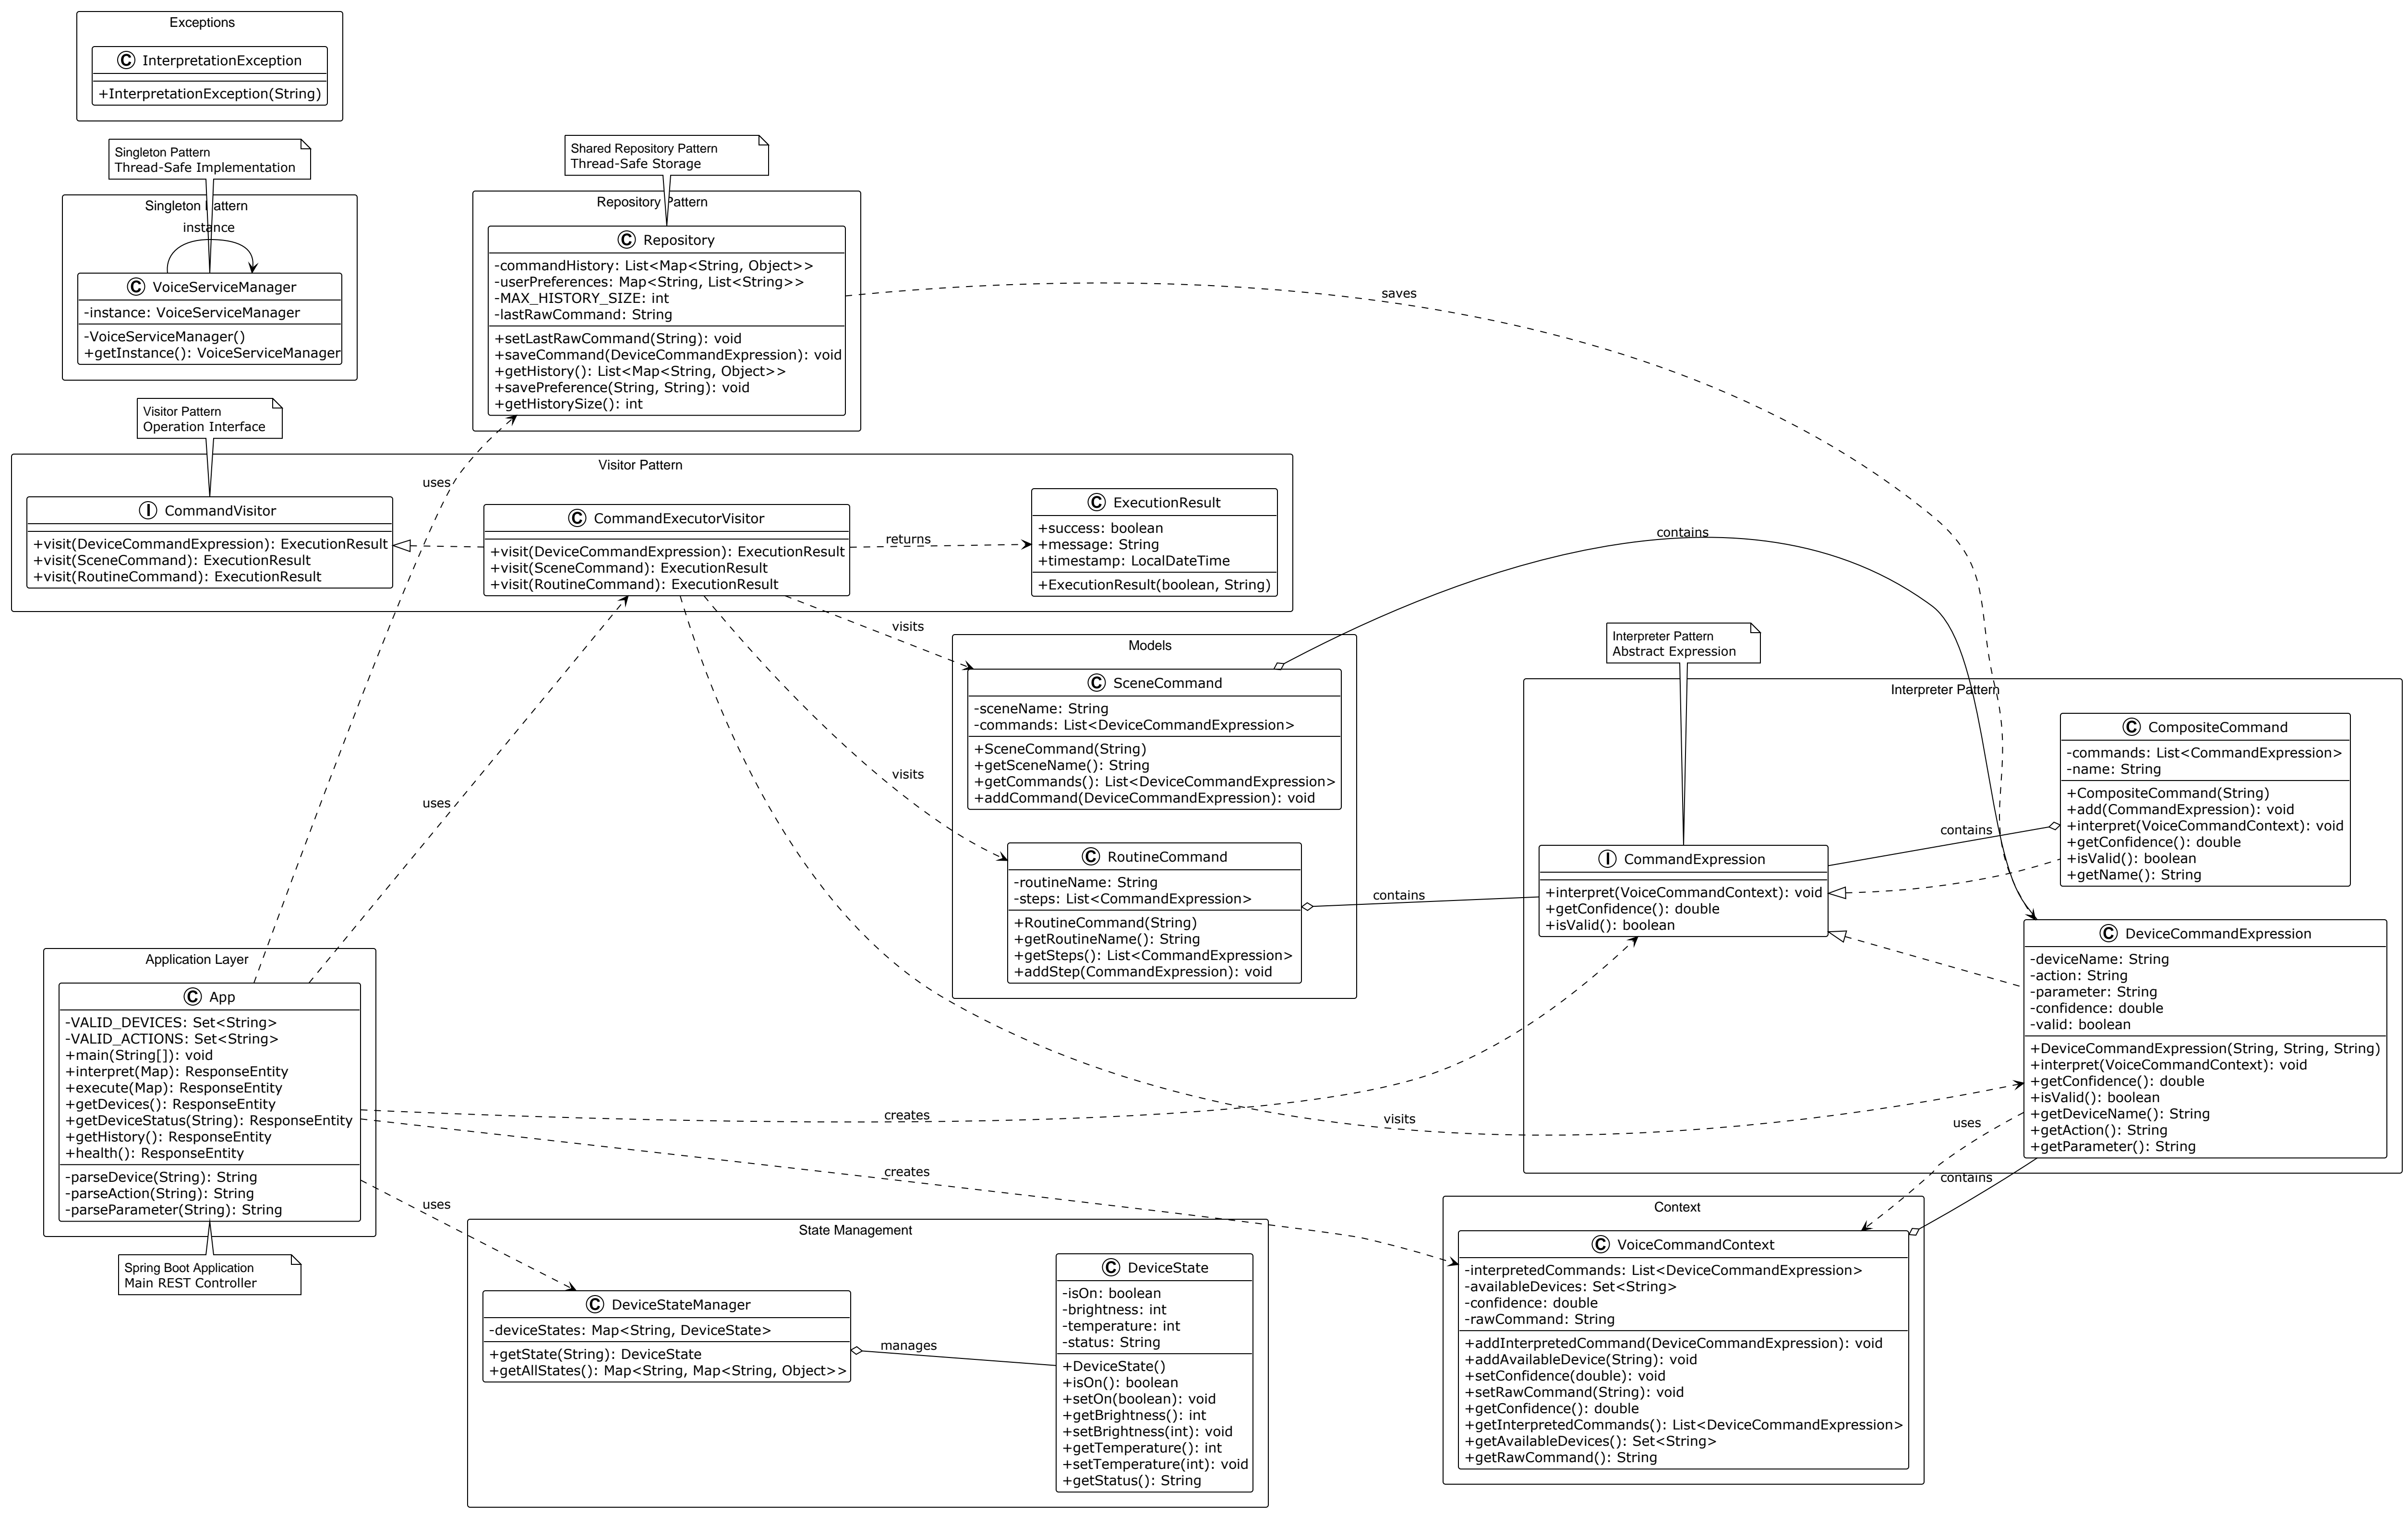 Exceptions
C InterpretationException
+InterpretationException(String)
Singleton Pattern
Thread-Safe Implementation
Singleton Pattern
instance
C VoiceServiceManager
-instance: VoiceServiceManager
-VoiceServiceManager()
+getInstance(): VoiceServiceManager
Shared Repository Pattern
Thread-Safe Storage
Repository Pattern
C Repository
-commandHistory: List<Map<String, Object>>
-userPreferences: Map<String, List<String>>
-MAX_HISTORY_SIZE: int
-lastRawCommand: String
+setLastRawCommand(String): void
+saveCommand(DeviceCommandExpression): void
+getHistory(): List<Map<String, Object>>
+savePreference(String, String): void
+getHistorySize(): int
saves
Visitor Pattern
Operation Interface
Visitor Pattern
I CommandVisitor
+visit(DeviceCommandExpression): ExecutionResult
+visit(SceneCommand): ExecutionResult
+visit(RoutineCommand): ExecutionResult
uses
C CommandExecutorVisitor
+visit(DeviceCommandExpression): ExecutionResult
+visit(SceneCommand): ExecutionResult
+visit(RoutineCommand): ExecutionResult
returns
C ExecutionResult
+success: boolean
+message: String
+timestamp: LocalDateTime
+ExecutionResult(boolean, String)
contains
visits
Models
C SceneCommand
-sceneName: String
-commands: List<DeviceCommandExpression>
+SceneCommand(String)
+getSceneName(): String
+getCommands(): List<DeviceCommandExpression>
+addCommand(DeviceCommandExpression): void
visits
C RoutineCommand
-routineName: String
-steps: List<CommandExpression>
+RoutineCommand(String)
+getRoutineName(): String
+getSteps(): List<CommandExpression>
+addStep(CommandExpression): void
contains
Interpreter Pattern
Abstract Expression
Interpreter Pattern
I CommandExpression
+interpret(VoiceCommandContext): void
+getConfidence(): double
+isValid(): boolean
contains
C CompositeCommand
-commands: List<CommandExpression>
-name: String
+CompositeCommand(String)
+add(CommandExpression): void
+interpret(VoiceCommandContext): void
+getConfidence(): double
+isValid(): boolean
+getName(): String
C DeviceCommandExpression
-deviceName: String
-action: String
-parameter: String
-confidence: double
-valid: boolean
+DeviceCommandExpression(String, String, String)
+interpret(VoiceCommandContext): void
+getConfidence(): double
+isValid(): boolean
+getDeviceName(): String
+getAction(): String
+getParameter(): String
uses
contains
uses
Application Layer
C App
-VALID_DEVICES: Set<String>
-VALID_ACTIONS: Set<String>
+main(String[]): void
+interpret(Map): ResponseEntity
+execute(Map): ResponseEntity
+getDevices(): ResponseEntity
+getDeviceStatus(String): ResponseEntity
+getHistory(): ResponseEntity
+health(): ResponseEntity
-parseDevice(String): String
-parseAction(String): String
-parseParameter(String): String
Spring Boot Application
Main REST Controller
creates
visits
creates
uses
State Management
C DeviceStateManager
-deviceStates: Map<String, DeviceState>
+getState(String): DeviceState
+getAllStates(): Map<String, Map<String, Object>>
manages
C DeviceState
-isOn: boolean
-brightness: int
-temperature: int
-status: String
+DeviceState()
+isOn(): boolean
+setOn(boolean): void
+getBrightness(): int
+setBrightness(int): void
+getTemperature(): int
+setTemperature(int): void
+getStatus(): String
Context
C VoiceCommandContext
-interpretedCommands: List<DeviceCommandExpression>
-availableDevices: Set<String>
-confidence: double
-rawCommand: String
+addInterpretedCommand(DeviceCommandExpression): void
+addAvailableDevice(String): void
+setConfidence(double): void
+setRawCommand(String): void
+getConfidence(): double
+getInterpretedCommands(): List<DeviceCommandExpression>
+getAvailableDevices(): Set<String>
+getRawCommand(): String